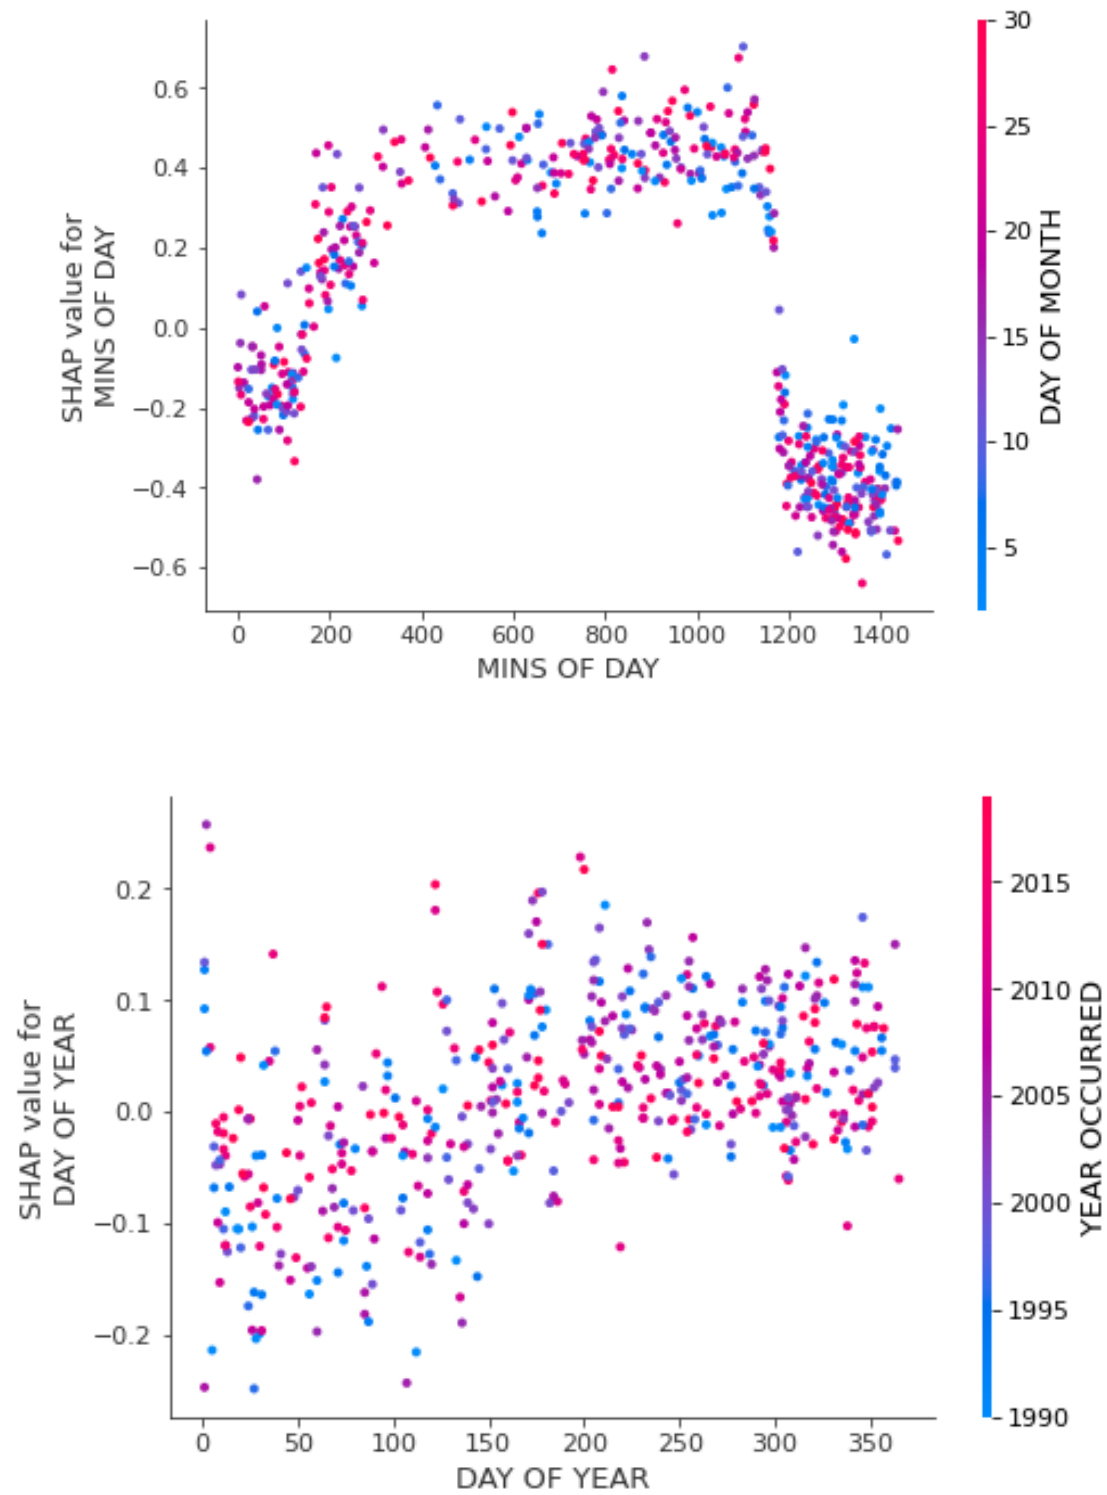 0.6
0.4
0.2
0.0
−0.2
−0.4
−0.6
SHAP value for
MINS OF DAY
0 200 400 600 800 1000 1200 1400
MINS OF DAY
30
25
20
15
10
5
DAY OF MONTH
0.2
0.1
0.0
−0.1
−0.2
SHAP value for
DAY OF YEAR
0 50 100 150 200 250 300 350
DAY OF YEAR
2015
2010
2005
2000
1995
1990
YEAR OCCURRED